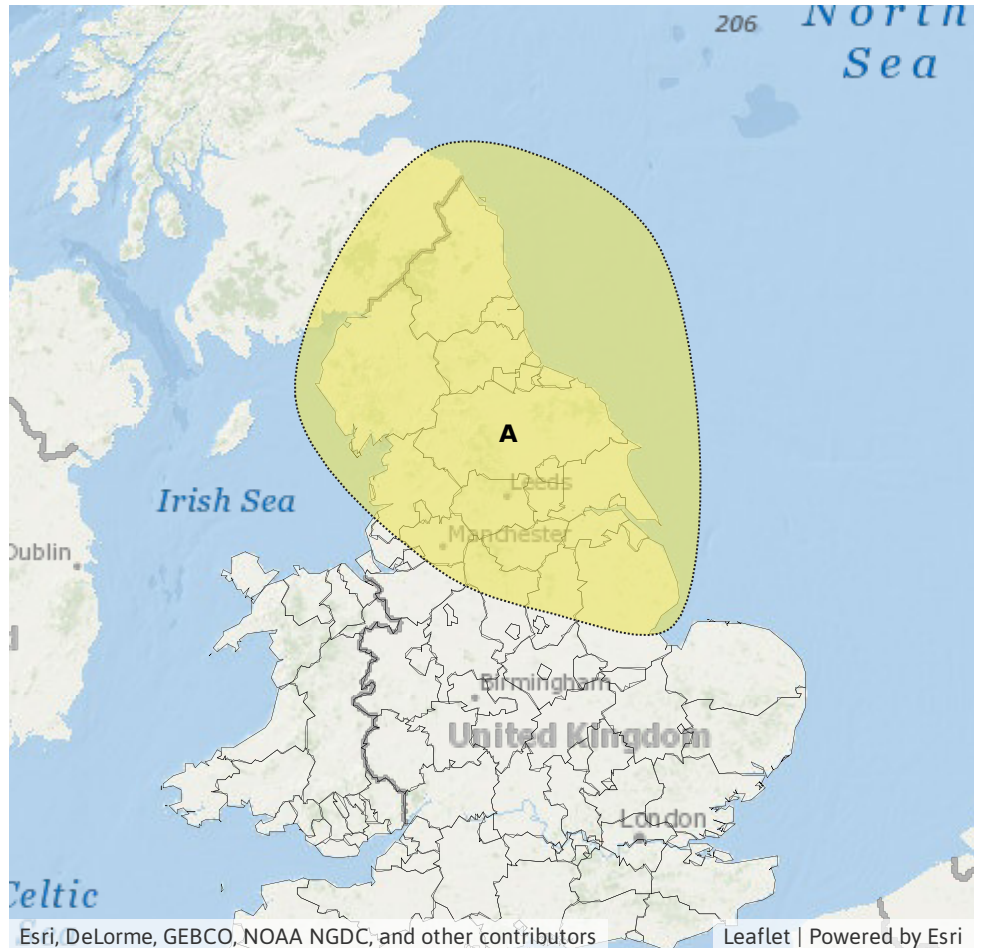 206
North
Sea
A
Leeds
Irish Sea
Manchester
Dublin
d
Birmingham
United Kingdom
London
Celtic
Sea
Esri, DeLorme, GEBCO, NOAA NGDC, and other contributors
Leaflet | Powered by Esri